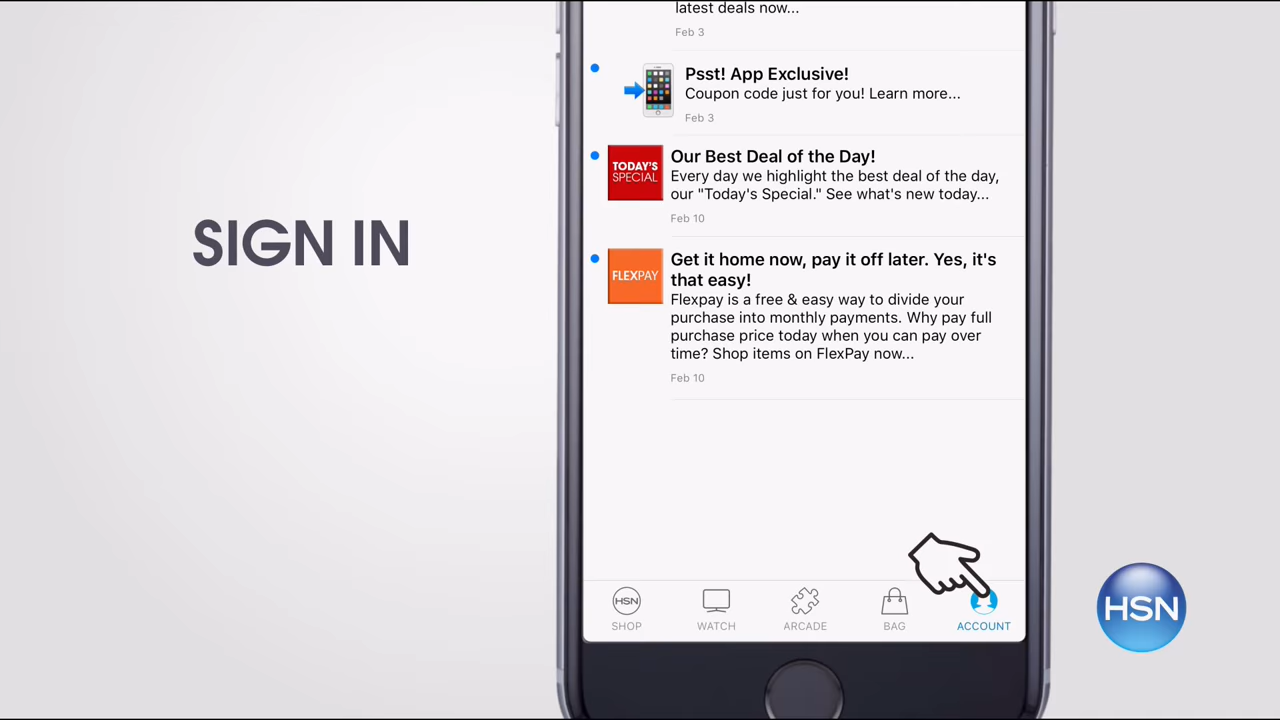 latest deals now...
Feb 3
Psst! App Exclusive!
Coupon code just for you! Learn more...
Feb 3
TODAY'S
SPECIAL
Our Best Deal of the Day!
Every day we highlight the best deal of the day,
our "Today's Special." See what's new today...
Feb 10
SIGN IN
FLEXPAY
Get it home now, pay it off later. Yes, it's
that easy!
Flexpay is a free & easy way to divide your
purchase into monthly payments. Why pay full
purchase price today when you can pay over
time? Shop items on FlexPay now...
Feb 10
HSN
SHOP
WATCH
ARCADE
BAG
ACCOUNT
HSN